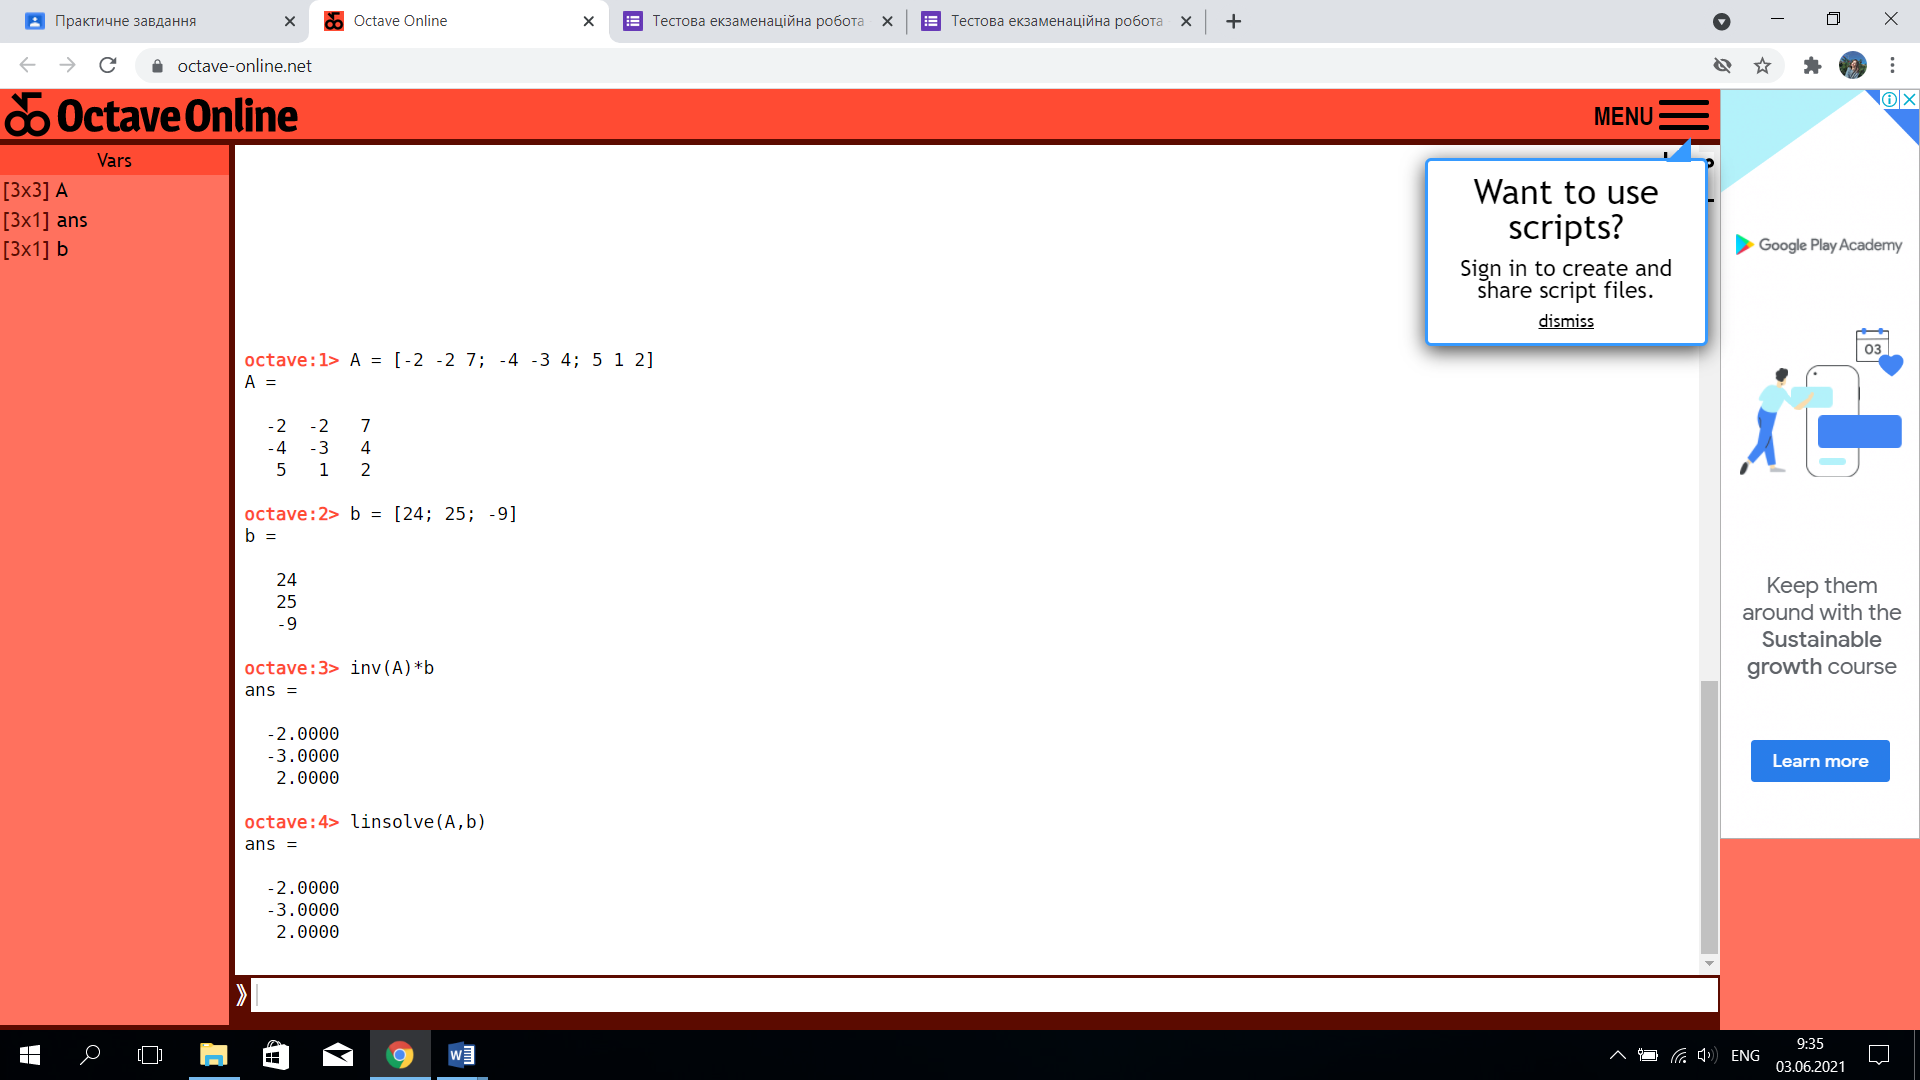 Практичне завдання
Octave Online
Тестова екзаменаційна робота
Тестова екзаменаційна робота
octave-online.net
Octave Online
MENU
Vars
[3x3] A
[3x1] ans
[3x1] b
Want to use
scripts?
Sign in to create and
share script files.
dismiss
octave:1> A = [-2 -2 7; -4 -3 4; 5 1 2]
A =
-2 -2 7
-4 -3 4
5 1 2
octave:2> b = [24; 25; -9]
b =
24
25
-9
octave:3> inv(A)*b
ans =
-2.0000
-3.0000
2.0000
octave:4> linsolve(A,b)
ans =
-2.0000
-3.0000
2.0000
Google Play Academy
03
Keep them
around with the
Sustainable
growth course
Learn more
ENG
9:35
03.06.2021